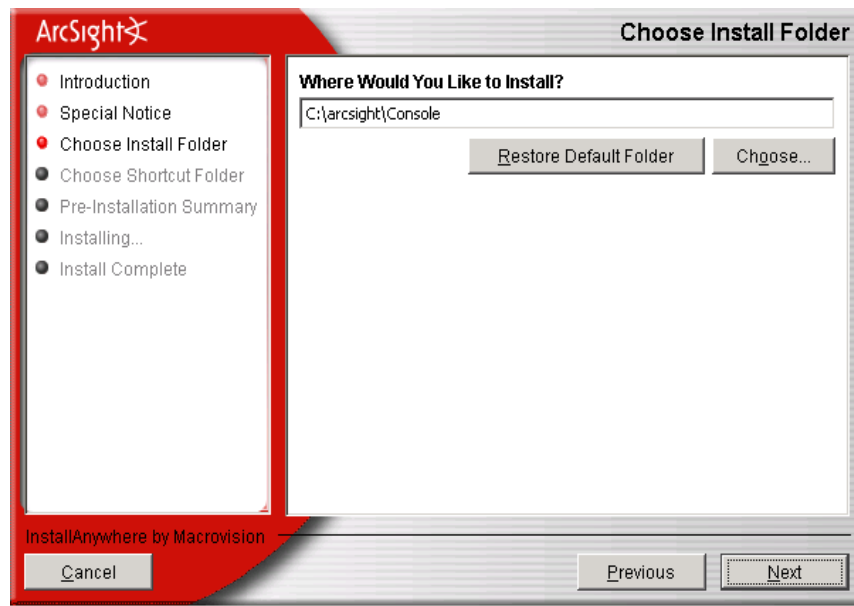 ArcSight
Choose Install Folder
Introduction
Special Notice
Choose Install Folder
Choose Shortcut Folder
Pre-Installation Summary
Installing...
Install Complete
Where Would You Like to Install?
C:\arcsight\Console
Restore Default Folder
Choose...
InstallAnywhere by Macrovision
Cancel
Previous
Next